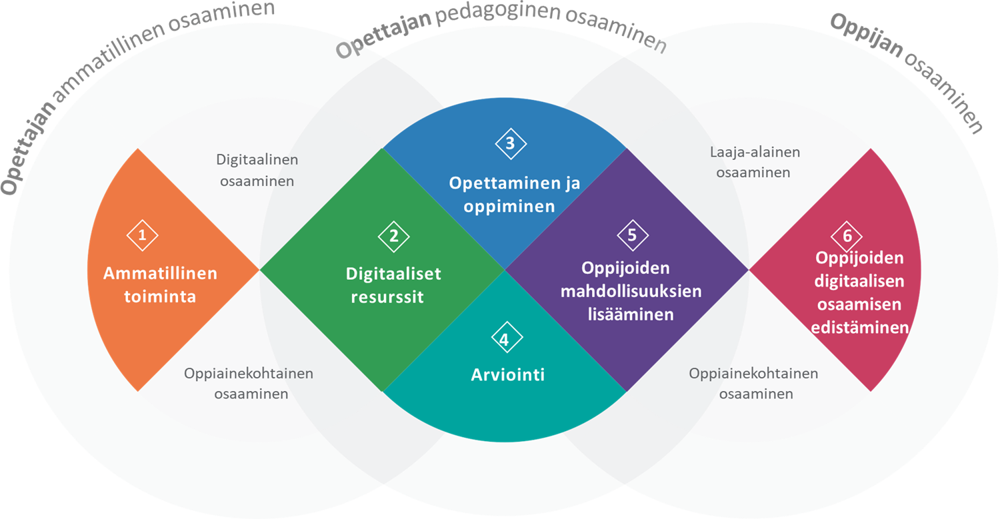 Opettajan ammatillinen osaaminen
Opettajan pedagoginen osaaminen
Oppijan osaaminen
1
Ammatillinen
toiminta
Digitaalinen
osaaminen
Oppiainekohtainen
osaaminen
2
Digitaaliset
resurssit
3
Opettaminen ja
oppiminen
4
Arviointi
5
Oppijoiden
mahdollisuuksien
lisääminen
Laaja-alainen
osaaminen
Oppiainekohtainen
osaaminen
6
Oppijoiden
digitaalisen
osaamisen
edistäminen